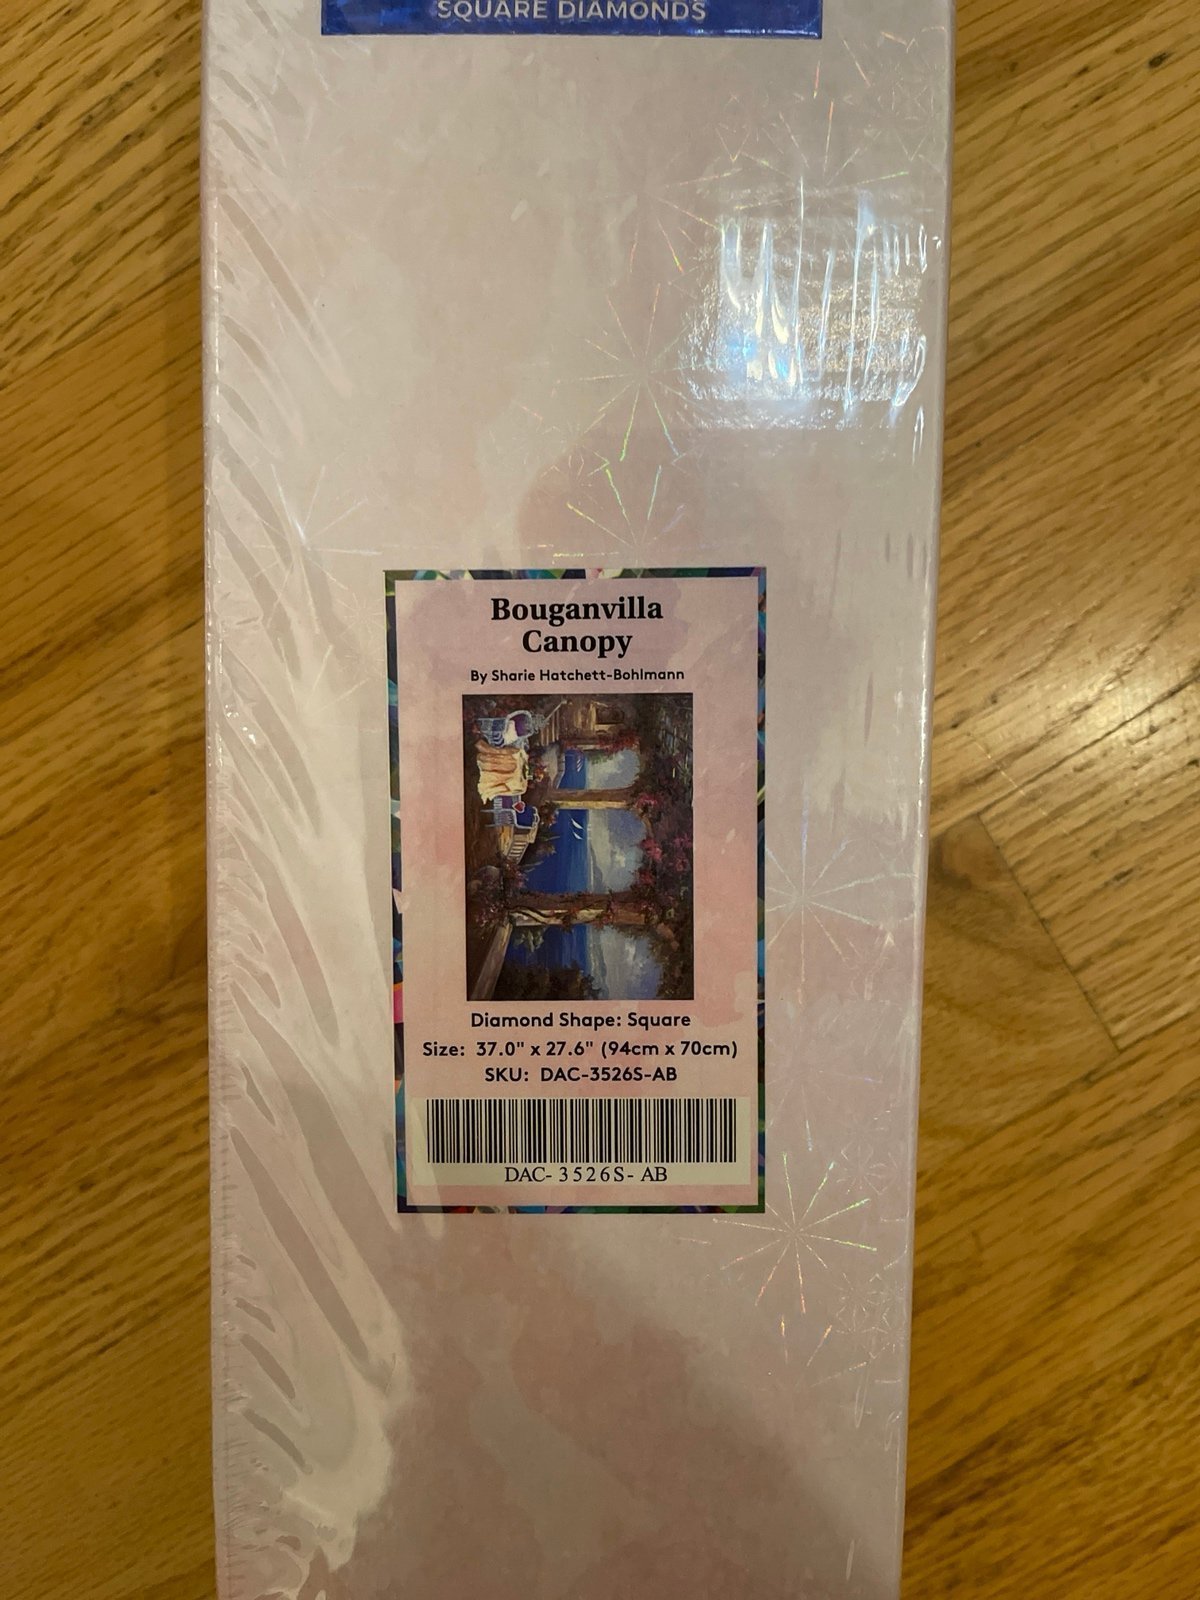 SQUARE DIAMONDS
Bouganvilla
Canopy
By Sharie Hatchett-Bohlmann
Diamond Shape: Square
Size: 37.0" x 27.6" (94cm x 70cm)
SKU: DAC-3526S-AB
DAC- 3526S- AB